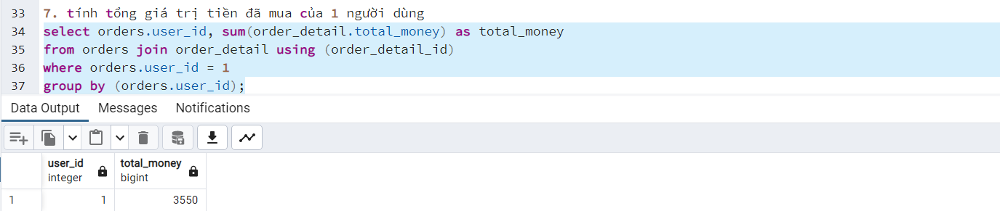 33 7. tính tổng giá trị tiền đã mua của 1 người dùng
34 select orders.user_id, sum(order_detail.total_money) as total_money
35 from orders join order_detail using (order_detail_id)
36 where orders.user_id = 1
37 group by (orders.user_id);
Data Output Messages Notifications
user_id total_money
integer bigint
1 1 3550